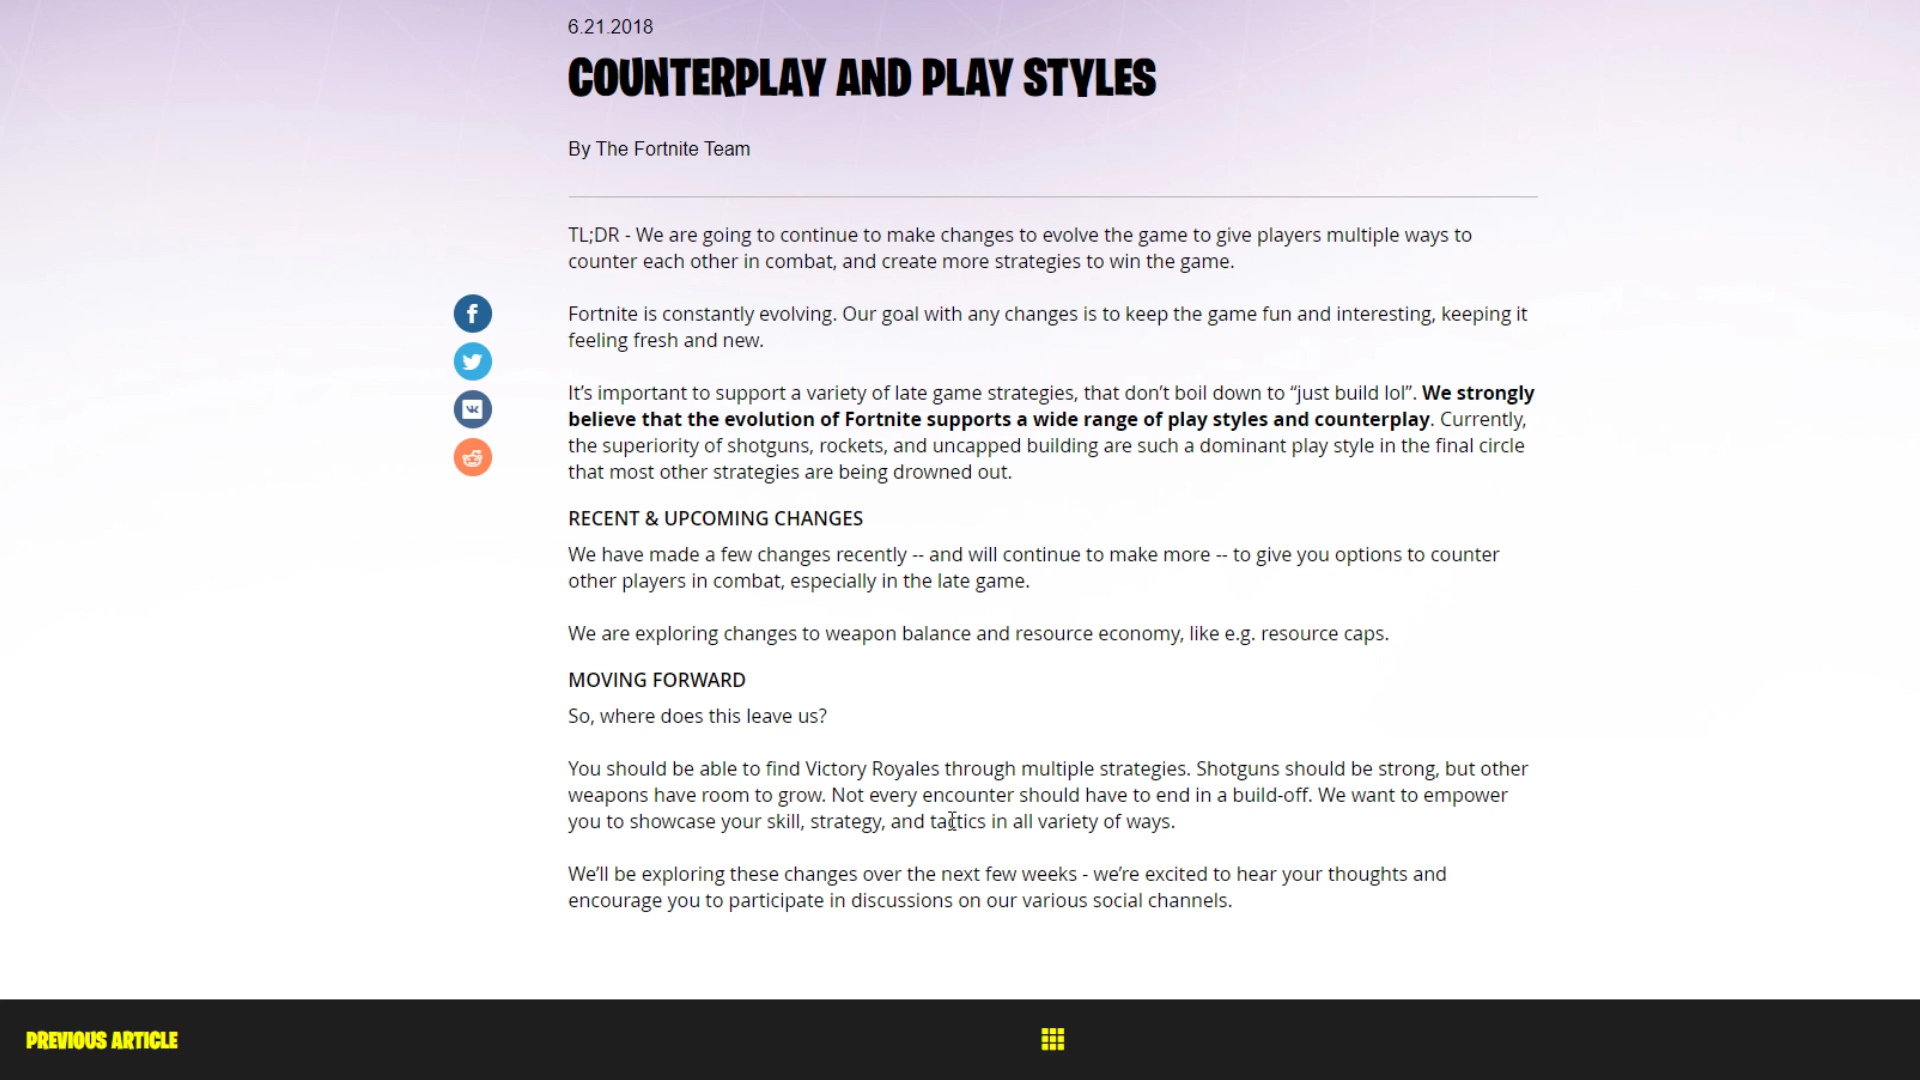 6.21.2018
COUNTERPLAY AND PLAY STYLES
By The Fortnite Team
TL;DR - We are going to continue to make changes to evolve the game to give players multiple ways to
counter each other in combat, and create more strategies to win the game.
Fortnite is constantly evolving. Our goal with any changes is to keep the game fun and interesting, keeping it
feeling fresh and new.
It’s important to support a variety of late game strategies, that don’t boil down to “just build lol”. We strongly
believe that the evolution of Fortnite supports a wide range of play styles and counterplay. Currently,
the superiority of shotguns, rockets, and uncapped building are such a dominant play style in the final circle
that most other strategies are being drowned out.
RECENT & UPCOMING CHANGES
We have made a few changes recently -- and will continue to make more -- to give you options to counter
other players in combat, especially in the late game.
We are exploring changes to weapon balance and resource economy, like e.g. resource caps.
MOVING FORWARD
So, where does this leave us?
You should be able to find Victory Royales through multiple strategies. Shotguns should be strong, but other
weapons have room to grow. Not every encounter should have to end in a build-off. We want to empower
you to showcase your skill, strategy, and tactics in all variety of ways.
We’ll be exploring these changes over the next few weeks - we’re excited to hear your thoughts and
encourage you to participate in discussions on our various social channels.
PREVIOUS ARTICLE